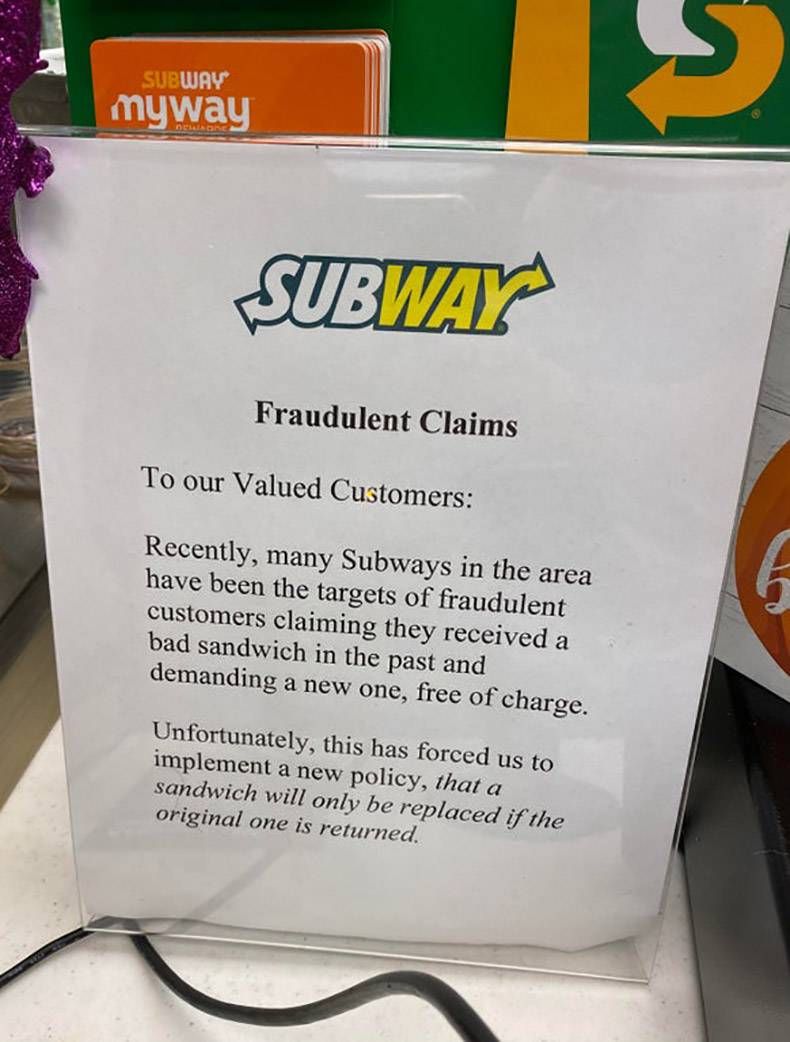 SUBWAY
myway
REWARDS
SUBWAY
Fraudulent Claims
To our Valued Customers:
Recently, many Subways in the area
have been the targets of fraudulent
customers claiming they received a
bad sandwich in the past and
demanding a new one, free of charge.
Unfortunately, this has forced us to
implement a new policy, that a
sandwich will only be replaced if the
original one is returned.